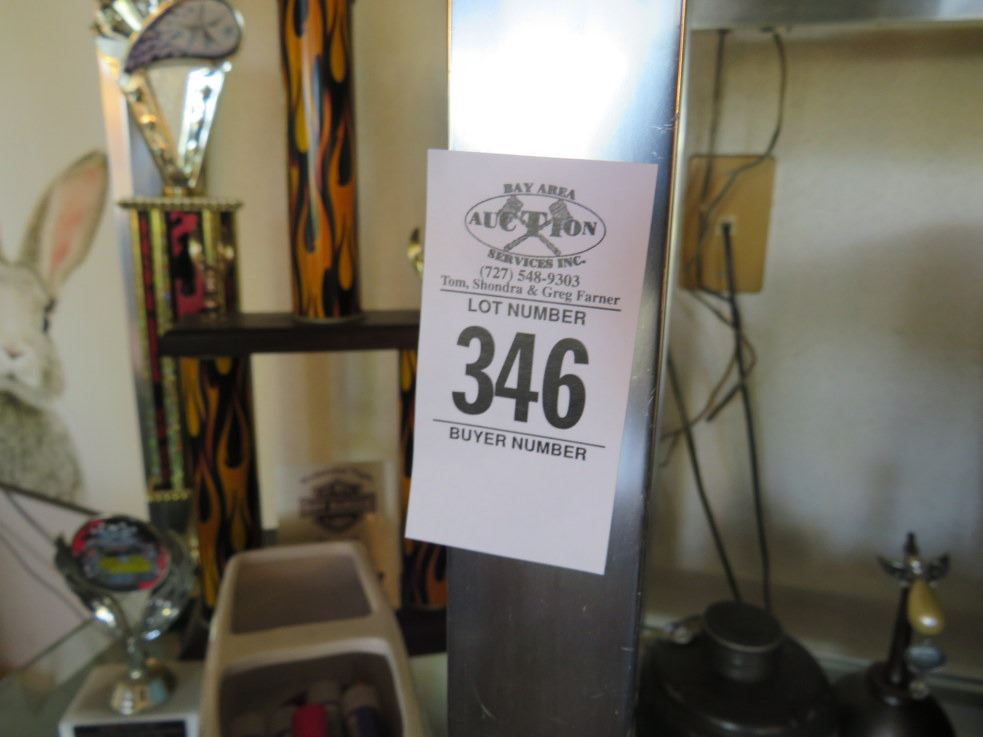 BAY AREA
AUCTION
SERVICES INC.
(727) 548-9303
Tom, Shondra & Greg Farner
LOT NUMBER
346
BUYER NUMBER